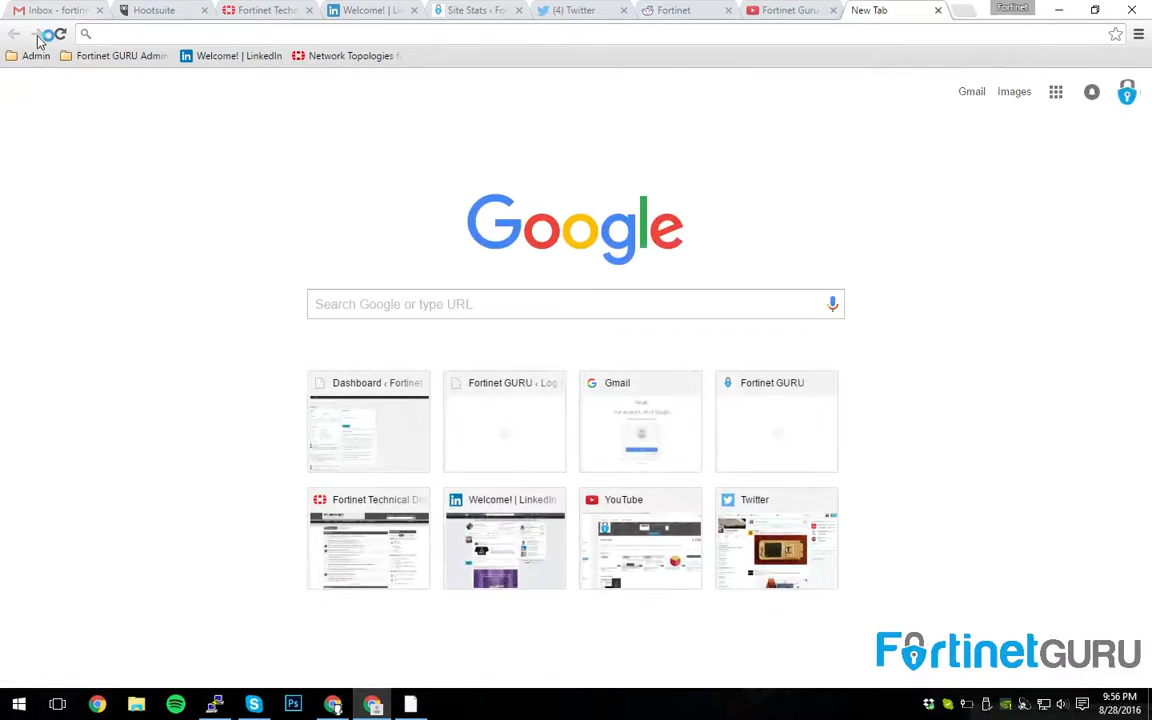 Inbox - fortine
Hootsuite
Fortinet Techn
Welcome! | Li
Site Stats ‹ Fo
(4) Twitter
Fortinet
Fortinet Guru
New Tab
Fortinet
Admin
Fortinet GURU Admin
Welcome! | LinkedIn
Network Topologies f
Gmail
Images
Google
Search Google or type URL
Dashboard ‹ Fortinet
Fortinet GURU ‹ Log
Gmail
Fortinet GURU
Fortinet Technical Di
Welcome! | LinkedIn
YouTube
Twitter
FortinetGURU
9:56 PM
8/28/2016